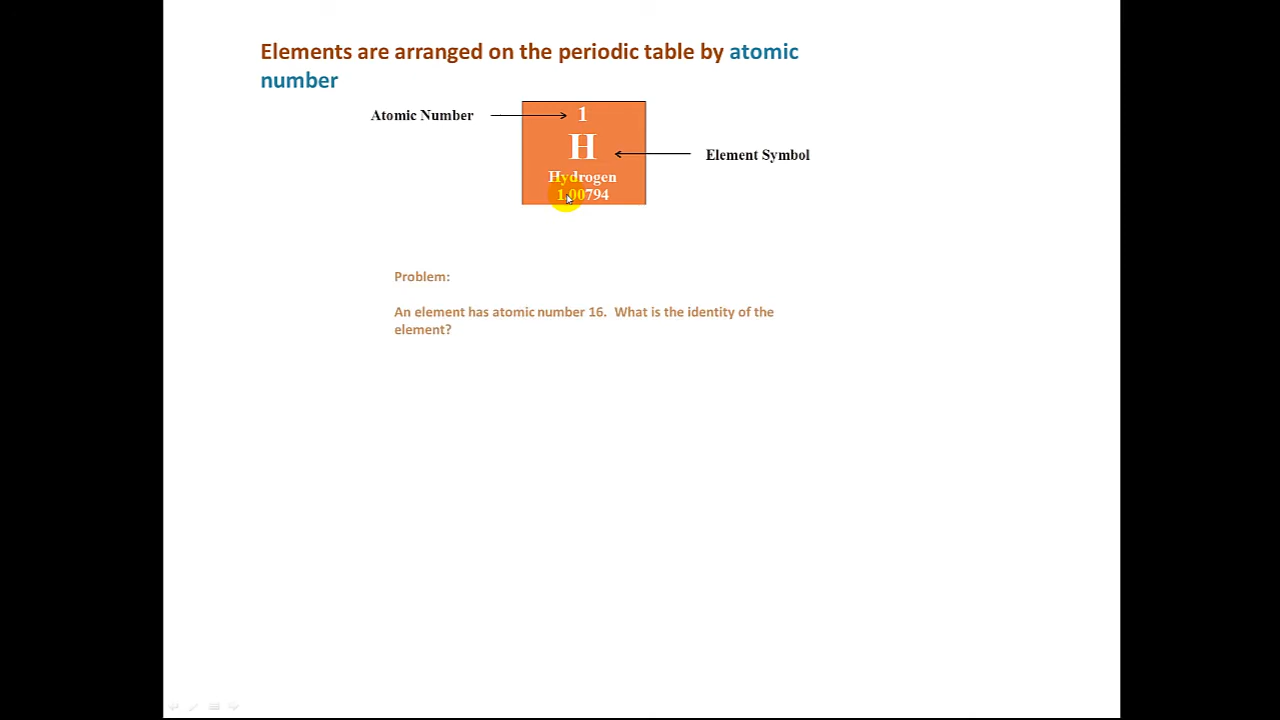 Elements are arranged on the periodic table by atomic
number
Atomic Number
1
H
Element Symbol
Hydrogen
1.00794
Problem:
An element has atomic number 16. What is the identity of the
element?